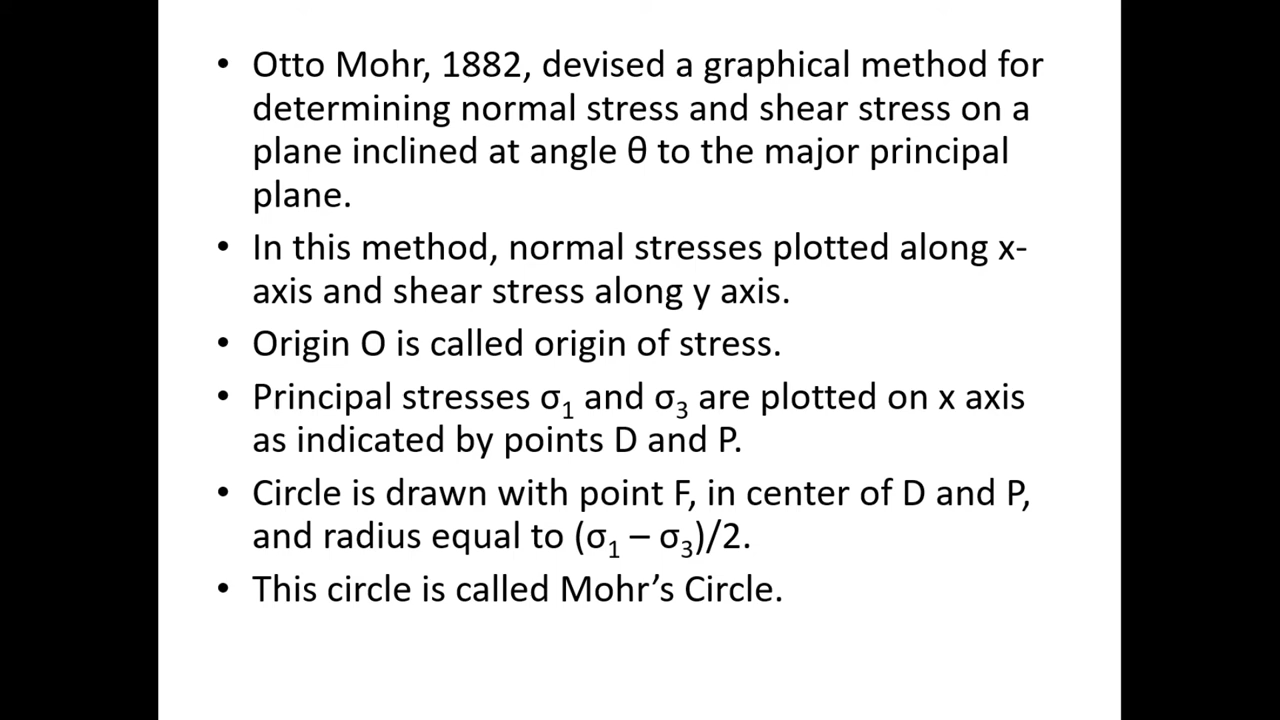 • Otto Mohr, 1882, devised a graphical method for
determining normal stress and shear stress on a
plane inclined at angle θ to the major principal
plane.
• In this method, normal stresses plotted along x-
axis and shear stress along y axis.
• Origin O is called origin of stress.
• Principal stresses σ₁ and σ₃ are plotted on x axis
as indicated by points D and P.
• Circle is drawn with point F, in center of D and P,
and radius equal to (σ₁ – σ₃)/2.
• This circle is called Mohr’s Circle.